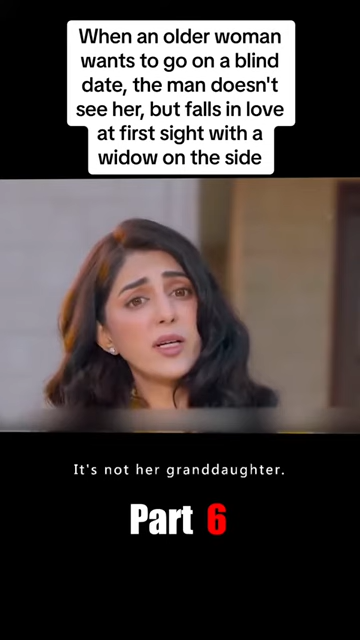 When an older woman
wants to go on a blind
date, the man doesn't
see her, but falls in love
at first sight with a
widow on the side
It's not her granddaughter.
Part 6